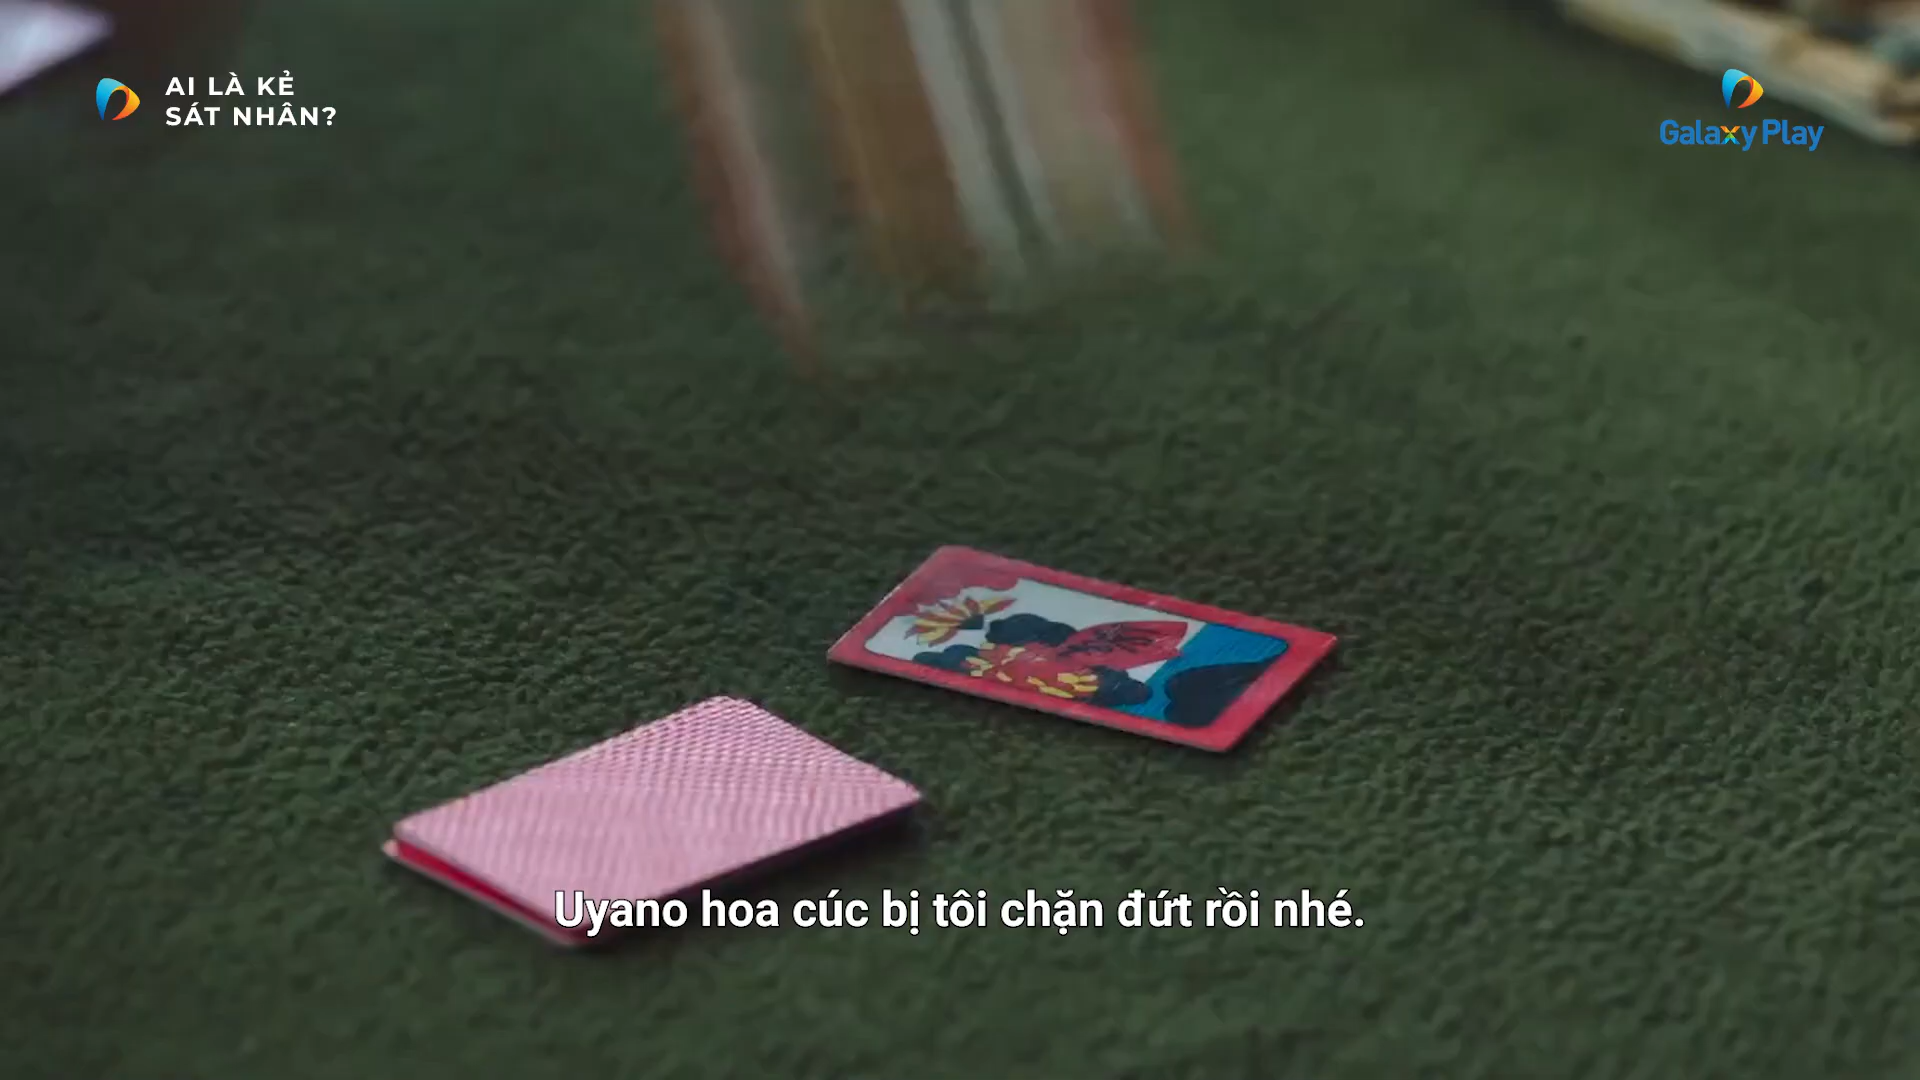 AI LÀ KẺ
SÁT NHÂN?
Galaxy Play
Uyano hoa cúc bị tôi chặn đứt rồi nhé.